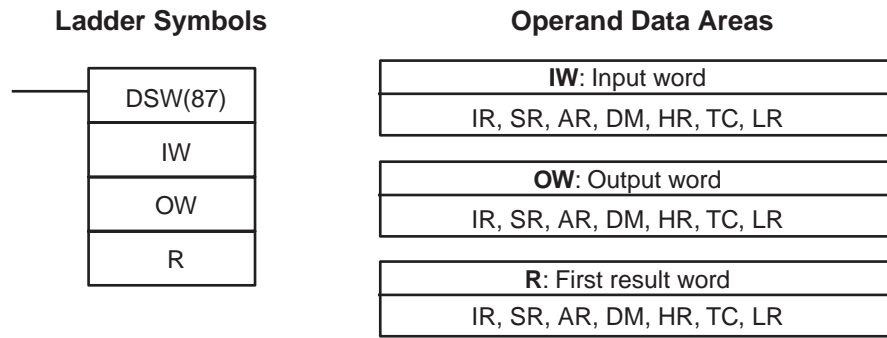 Ladder Symbols
DSW(87)
IW
OW
R
Operand Data Areas
IW: Input word
IR, SR, AR, DM, HR, TC, LR
OW: Output word
IR, SR, AR, DM, HR, TC, LR
R: First result word
IR, SR, AR, DM, HR, TC, LR